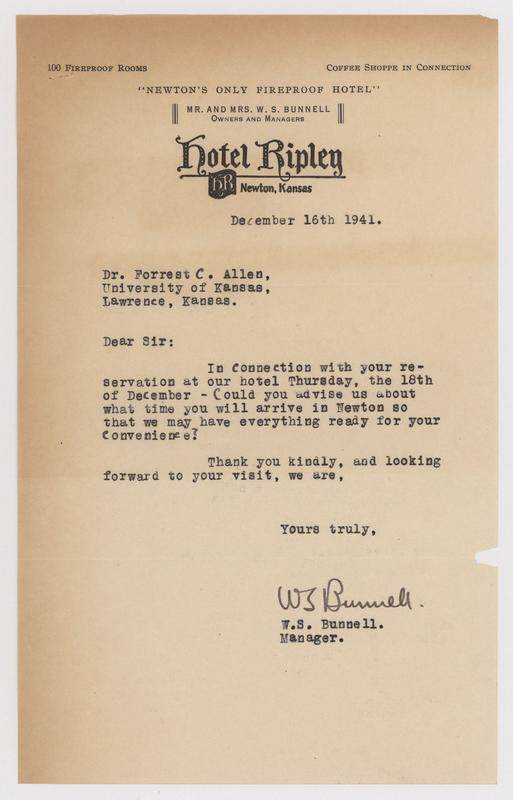 100 FIREPROOF ROOMS
COFFEE SHOPPE IN CONNECTION
"NEWTON'S ONLY FIREPROOF HOTEL"
MR. AND MRS. W. S. BUNNELL
OWNERS AND MANAGERS
Hotel Ripley
HR
Newton, Kansas
December 16th 1941.
Dr. Forrest C. Allen,
University of Kansas,
Lawrence, Kansas.
Dear Sir:
In Connection with your re-
servation at our hotel Thursday, the 18th
of December - Could you advise us about
what time you will arrive in Newton so
that we may have everything ready for your
Convenience?
Thank you kindly, and looking
forward to your visit, we are,
Yours truly,
WS Bunnell.
W.S. Bunnell.
Manager.